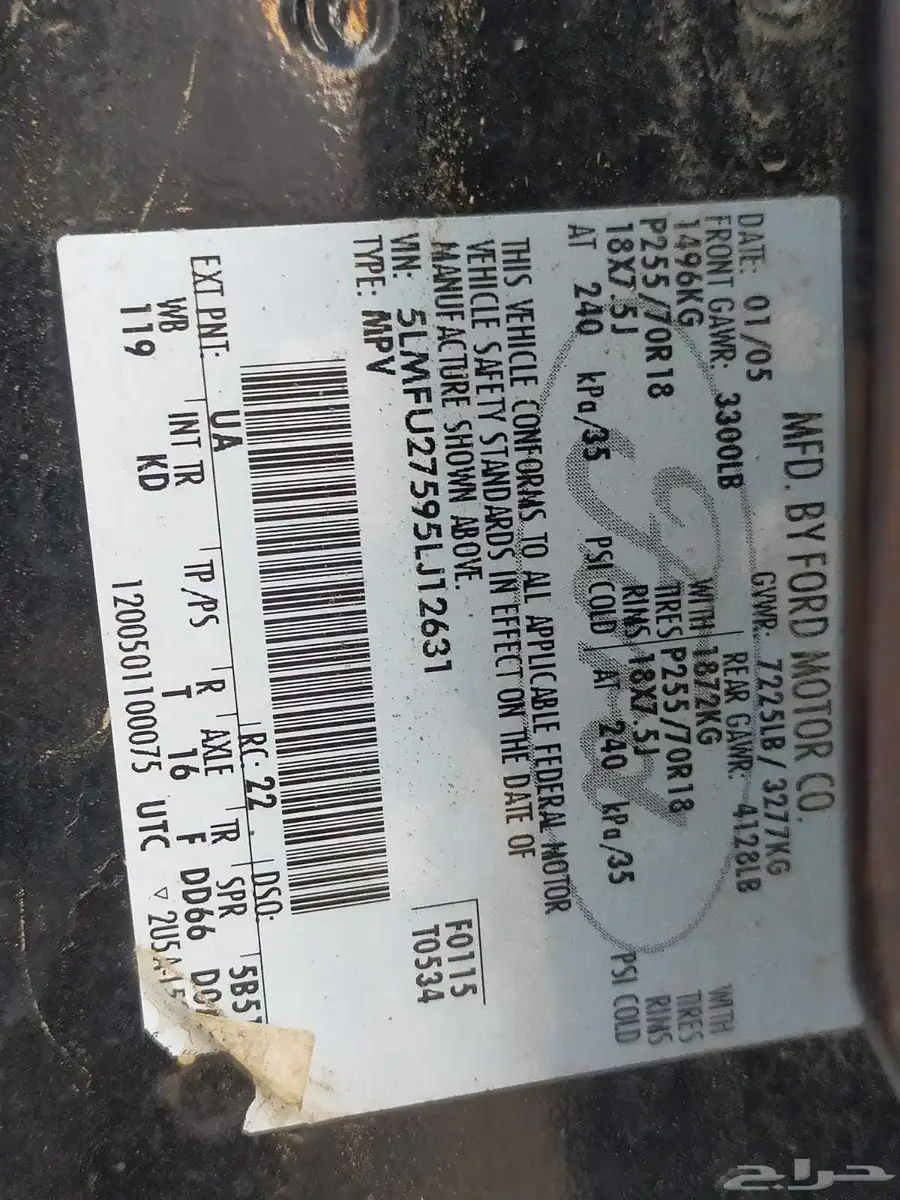 MFD. BY FORD MOTOR CO.
DATE: 01/05
GVWR: 7225LB / 3277KG
FRONT GAWR: 3300LB
REAR GAWR: 4128LB
1496KG
WITH
1872KG
WITH
P255/70R18
TIRES
P255/70R18
TIRES
18X7.5J
RINS
18X7.5J
RINS
AT 240 kPa/35 PSI COLD
AT 240 kPa/35 PSI COLD
THIS VEHICLE CONFORMS TO ALL APPLICABLE FEDERAL MOTOR
VEHICLE SAFETY STANDARDS IN EFFECT ON THE DATE OF
MANUFACTURE SHOWN ABOVE.
VIN: 5LMFU27595LJ12631
TYPE: MPV
F0115
T0534
EXT PNT: UA
RC: 22
DSO:
WB INT TR TP/PS R AXLE TR SPR
119 KD T 16 F DD66
1200501100075 UTC
حراج